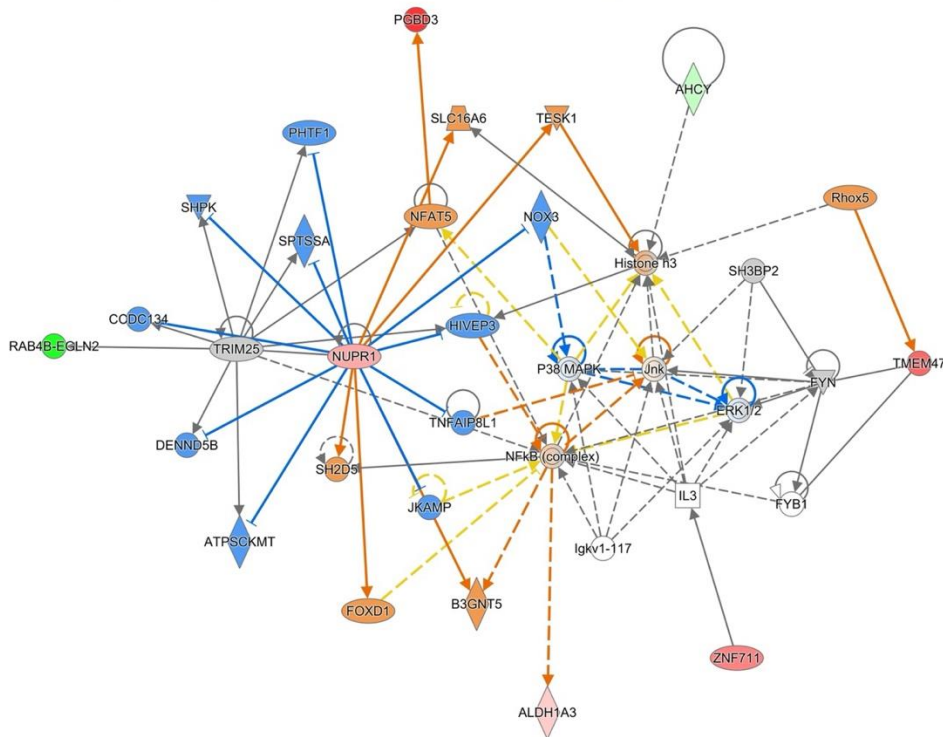 PGBD3
AHCY
SLC16A6
TESK1
PHTF1
SHPK
Rhox5
NFAT5
NOX3
SPTSSA
Histone h3
SH3BP2
CCDC134
HIVEP3
RAB4B-EGLN2
TRIM25
NUPR1
P38 MAPK
Jnk
TMEM47
FYN
ERK1/2
TNFAIP8L1
DENND5B
NFkB (complex)
SH2D5
IL3
JKAMP
FYB1
ATPSCKMT
Igkv1-117
FOXD1
B3GNT5
ZNF711
ALDH1A3